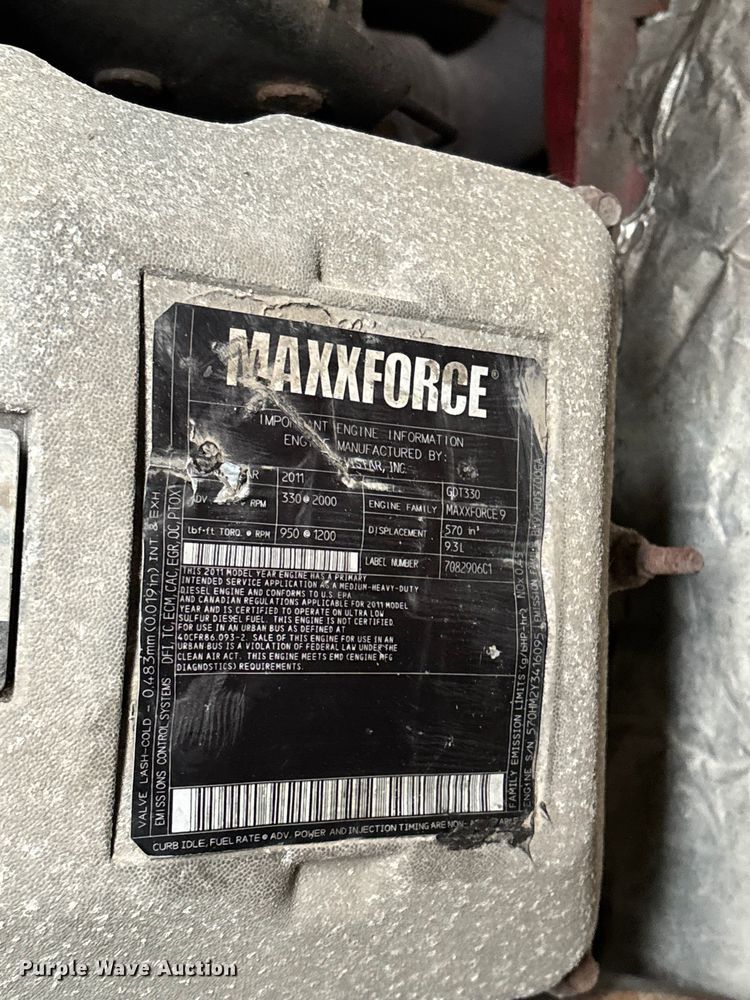 MAXXFORCE®
IMPORTANT ENGINE INFORMATION
ENGINE MANUFACTURED BY:
STAR, INC.
AR 2011
GDT330
ADV RPM 330 @ 2000
ENGINE FAMILY MAXXFORCE 9
lbf-ft TORQ. @ RPM 950 @ 1200
DISPLACEMENT 570 in³
9.3 L
LABEL NUMBER 7082906C1
THIS 2011 MODEL YEAR ENGINE HAS A PRIMARY
INTENDED SERVICE APPLICATION AS A MEDIUM-HEAVY-DUTY
DIESEL ENGINE AND CONFORMS TO U.S. EPA
AND CANADIAN REGULATIONS APPLICABLE FOR 2011 MODEL
YEAR AND IS CERTIFIED TO OPERATE ON ULTRA LOW
SULFUR DIESEL FUEL. THIS ENGINE IS NOT CERTIFIED
FOR USE IN AN URBAN BUS AS DEFINED AT
40CFR86.093-2. SALE OF THIS ENGINE FOR USE IN AN
URBAN BUS IS A VIOLATION OF FEDERAL LAW UNDER THE
CLEAN AIR ACT. THIS ENGINE MEETS EMD (ENGINE MFG
DIAGNOSTICS) REQUIREMENTS.
VALVE LASH-COLD - 0.483mm (0.019in) INT. & EXH
EMISSIONS CONTROL SYSTEMS DFI, TC, ECM, CAC, EGR, OC, PTOX
FAMILY EMISSION LIMITS (g/bHP-hr) NOx 0.45
ENGINE S/N 570HM2Y3416095
CURB IDLE, FUEL RATE @ ADV. POWER AND INJECTION TIMING ARE NON-
Purple Wave Auction